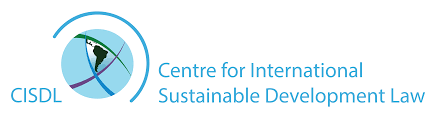 CISDL
Centre for International
Sustainable Development Law